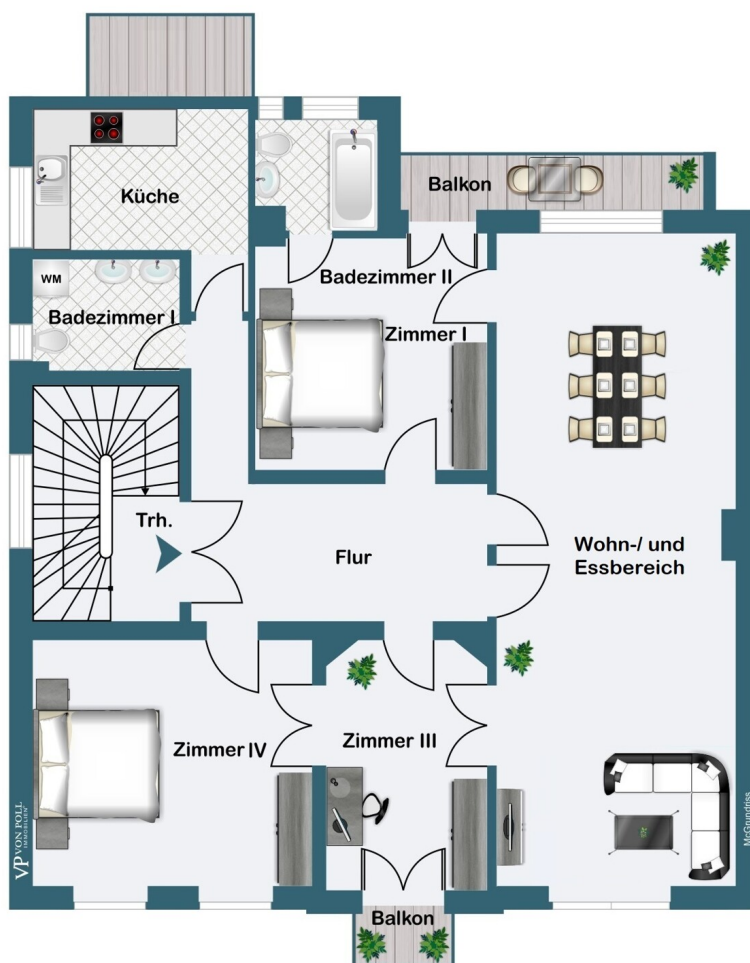 Balkon
Küche
WM
Badezimmer I
Badezimmer II
Zimmer I
Trh.
Flur
Wohn-/ und
Essbereich
Zimmer IV
Zimmer III
Balkon
VP VON POLL
IMMOBILIEN
McGrundriss